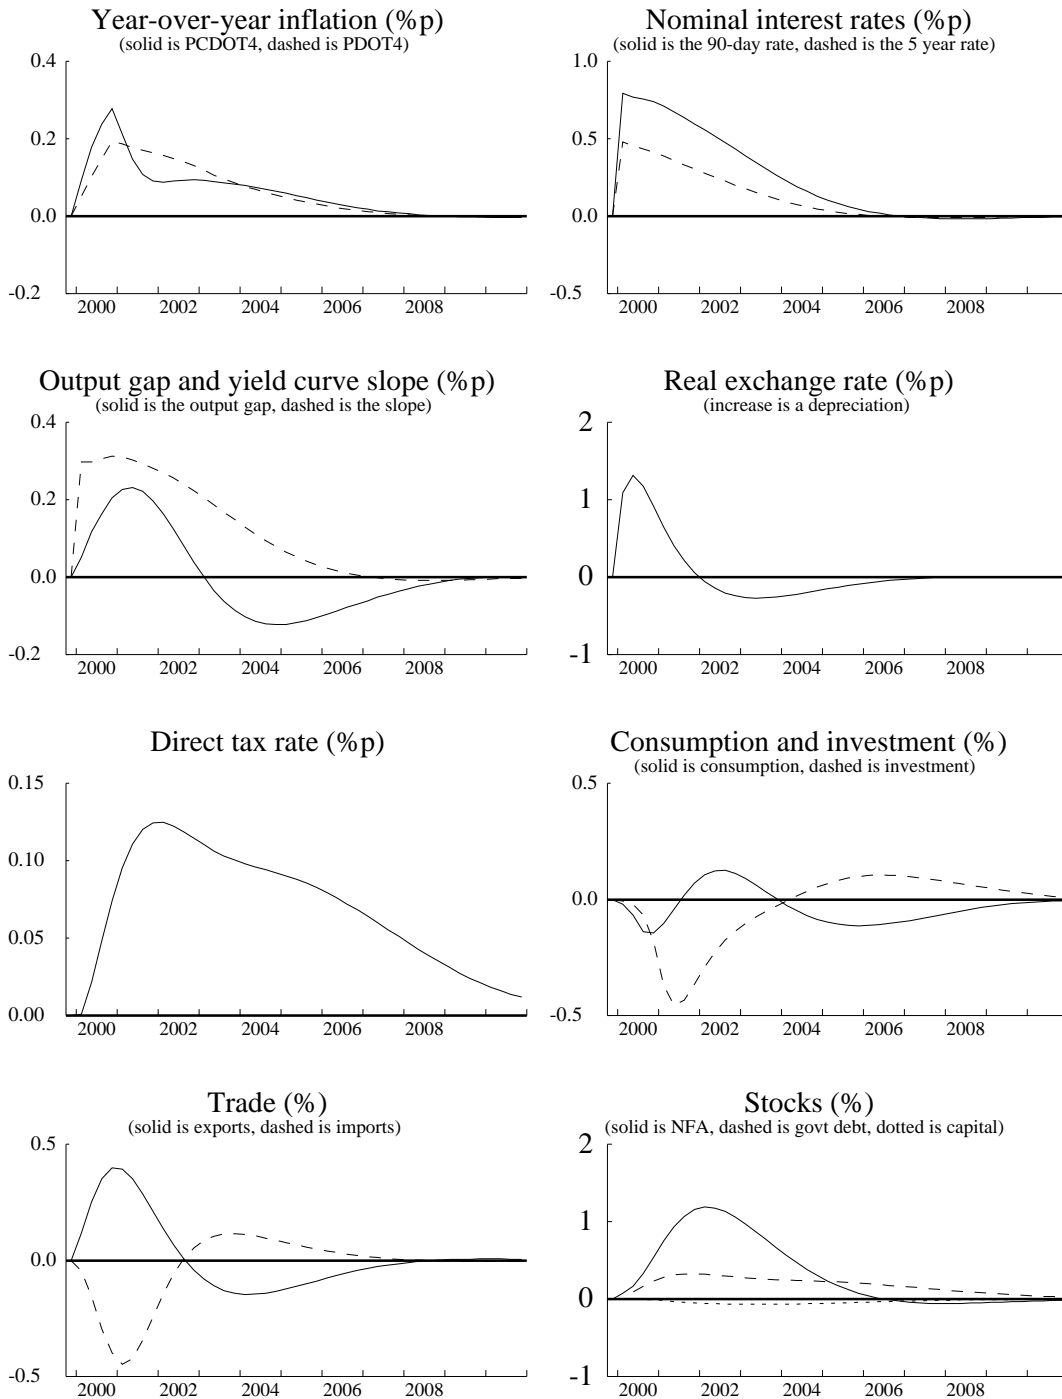 Year-over-year inflation (%p)
(solid is PCDOT4, dashed is PDOT4)
0.4
0.2
0.0
-0.2
2000 2002 2004 2006 2008
Nominal interest rates (%p)
(solid is the 90-day rate, dashed is the 5 year rate)
1.0
0.5
0.0
-0.5
2000 2002 2004 2006 2008
Output gap and yield curve slope (%p)
(solid is the output gap, dashed is the slope)
0.4
0.2
0.0
-0.2
2000 2002 2004 2006 2008
Real exchange rate (%p)
(increase is a depreciation)
2
1
0
-1
2000 2002 2004 2006 2008
Direct tax rate (%p)
0.15
0.10
0.05
0.00
2000 2002 2004 2006 2008
Consumption and investment (%)
(solid is consumption, dashed is investment)
0.5
0.0
-0.5
2000 2002 2004 2006 2008
Trade (%)
(solid is exports, dashed is imports)
0.5
0.0
-0.5
2000 2002 2004 2006 2008
Stocks (%)
(solid is NFA, dashed is govt debt, dotted is capital)
2
1
0
-1
2000 2002 2004 2006 2008